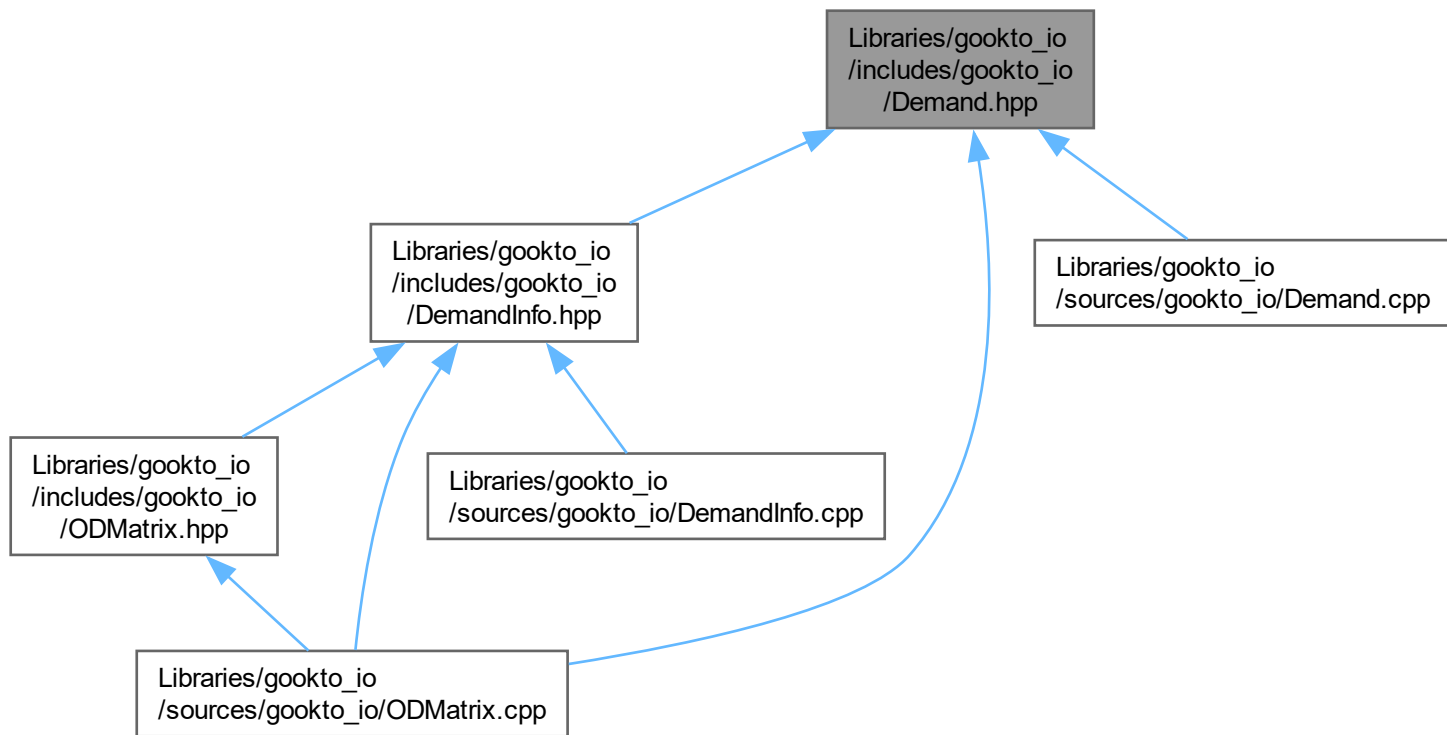 Libraries/gookto_io
/includes/gookto_io
/Demand.hpp
Libraries/gookto_io
/includes/gookto_io
/DemandInfo.hpp
Libraries/gookto_io
/sources/gookto_io/Demand.cpp
Libraries/gookto_io
/includes/gookto_io
/ODMatrix.hpp
Libraries/gookto_io
/sources/gookto_io/DemandInfo.cpp
Libraries/gookto_io
/sources/gookto_io/ODMatrix.cpp